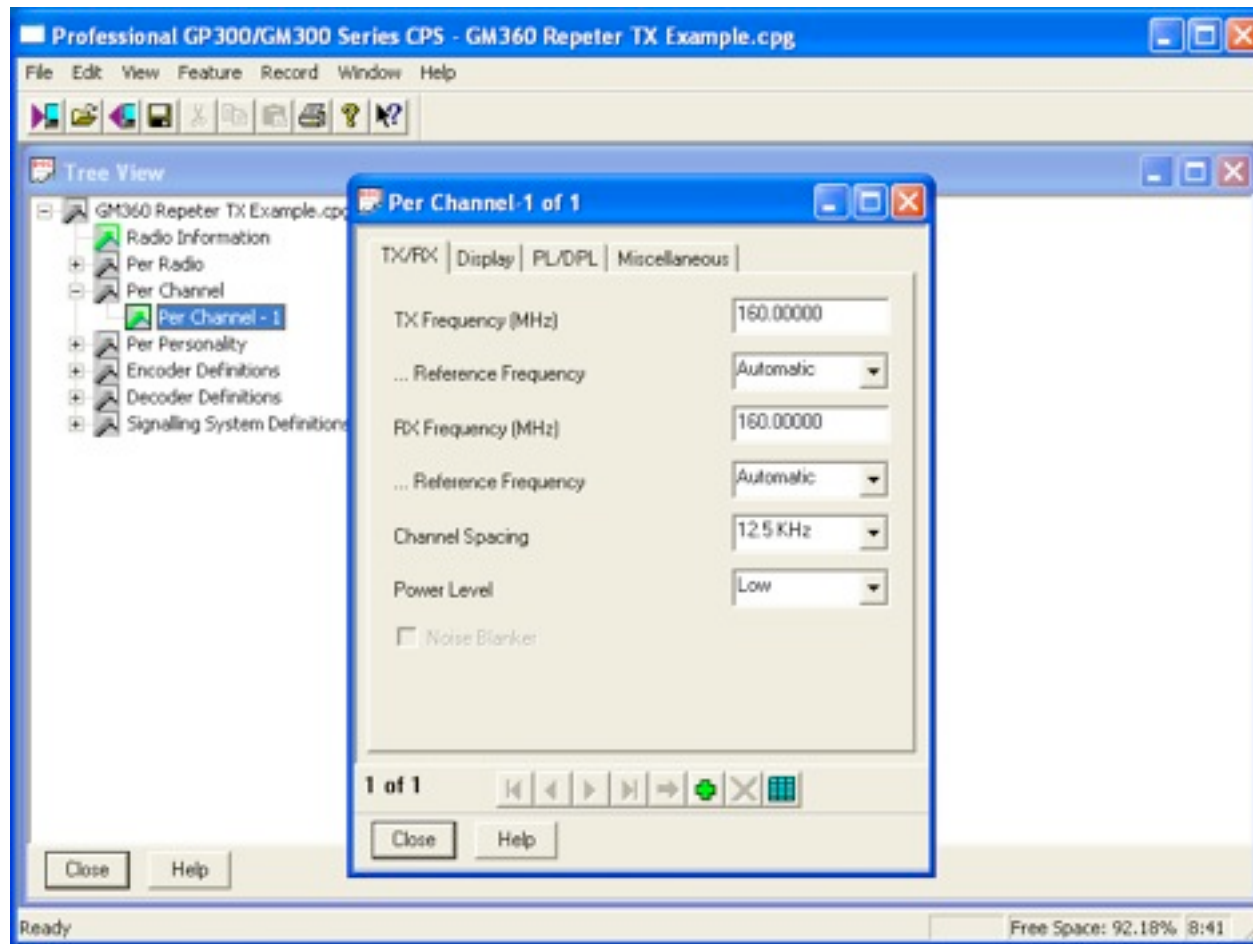 Professional GP300/GM300 Series CPS - GM360 Repeter TX Example.cpg
File Edit View Feature Record Window Help
Tree View
GM360 Repeter TX Example.cpg
Radio Information
Per Radio
Per Channel
Per Channel - 1
Per Personality
Encoder Definitions
Decoder Definitions
Signalling System Definitions
Close Help
Per Channel-1 of 1
TX/RX Display PL/DPL Miscellaneous
TX Frequency (MHz) 160.00000
... Reference Frequency Automatic
RX Frequency (MHz) 160.00000
... Reference Frequency Automatic
Channel Spacing 12.5 KHz
Power Level Low
Noise Blanker
1 of 1
Close Help
Ready Free Space: 92.18% 8:41